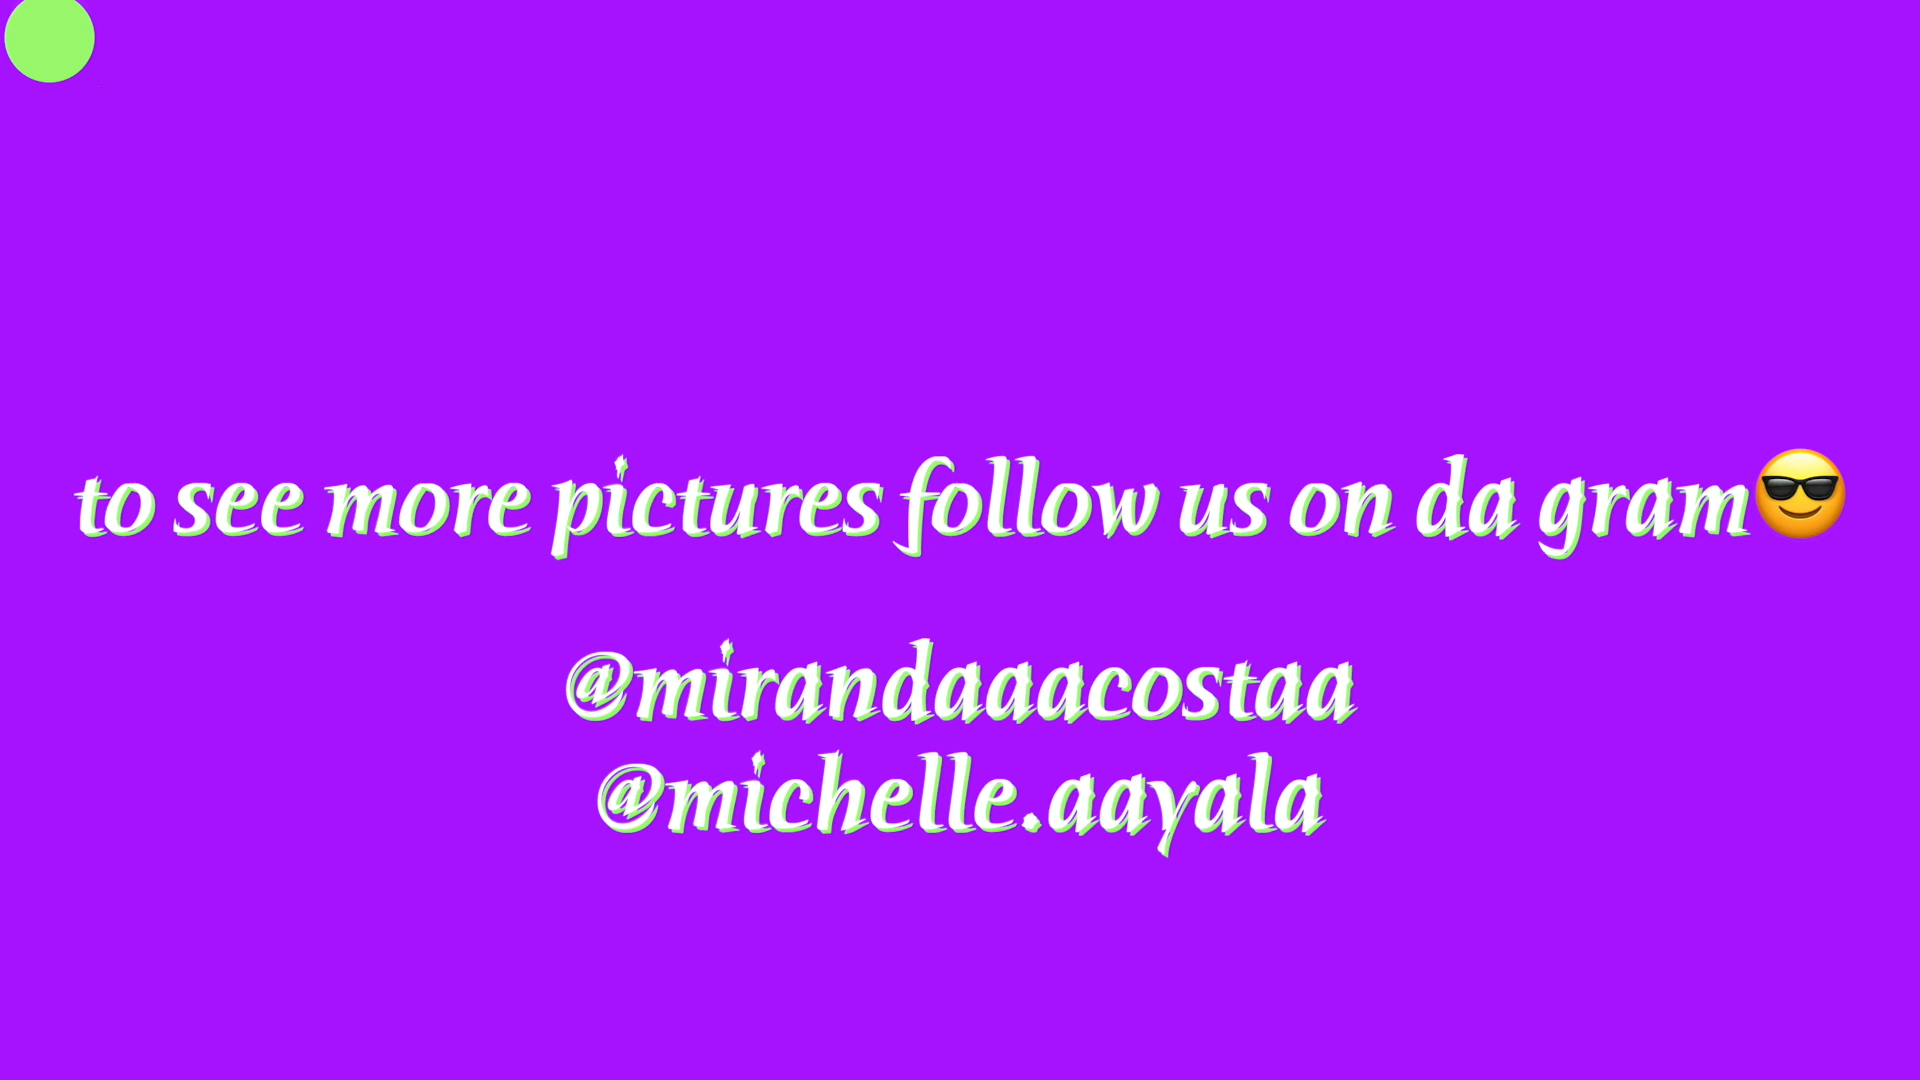 to see more pictures follow us on da gram😎
@mirandaaacostaa
@michelle.aayala